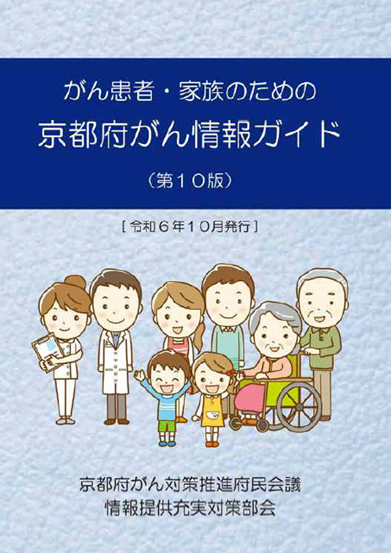 がん患者・家族のための
京都府がん情報ガイド
（第１０版）
[ 令和６年１０月発行 ]
京都府がん対策推進府民会議
情報提供充実対策部会